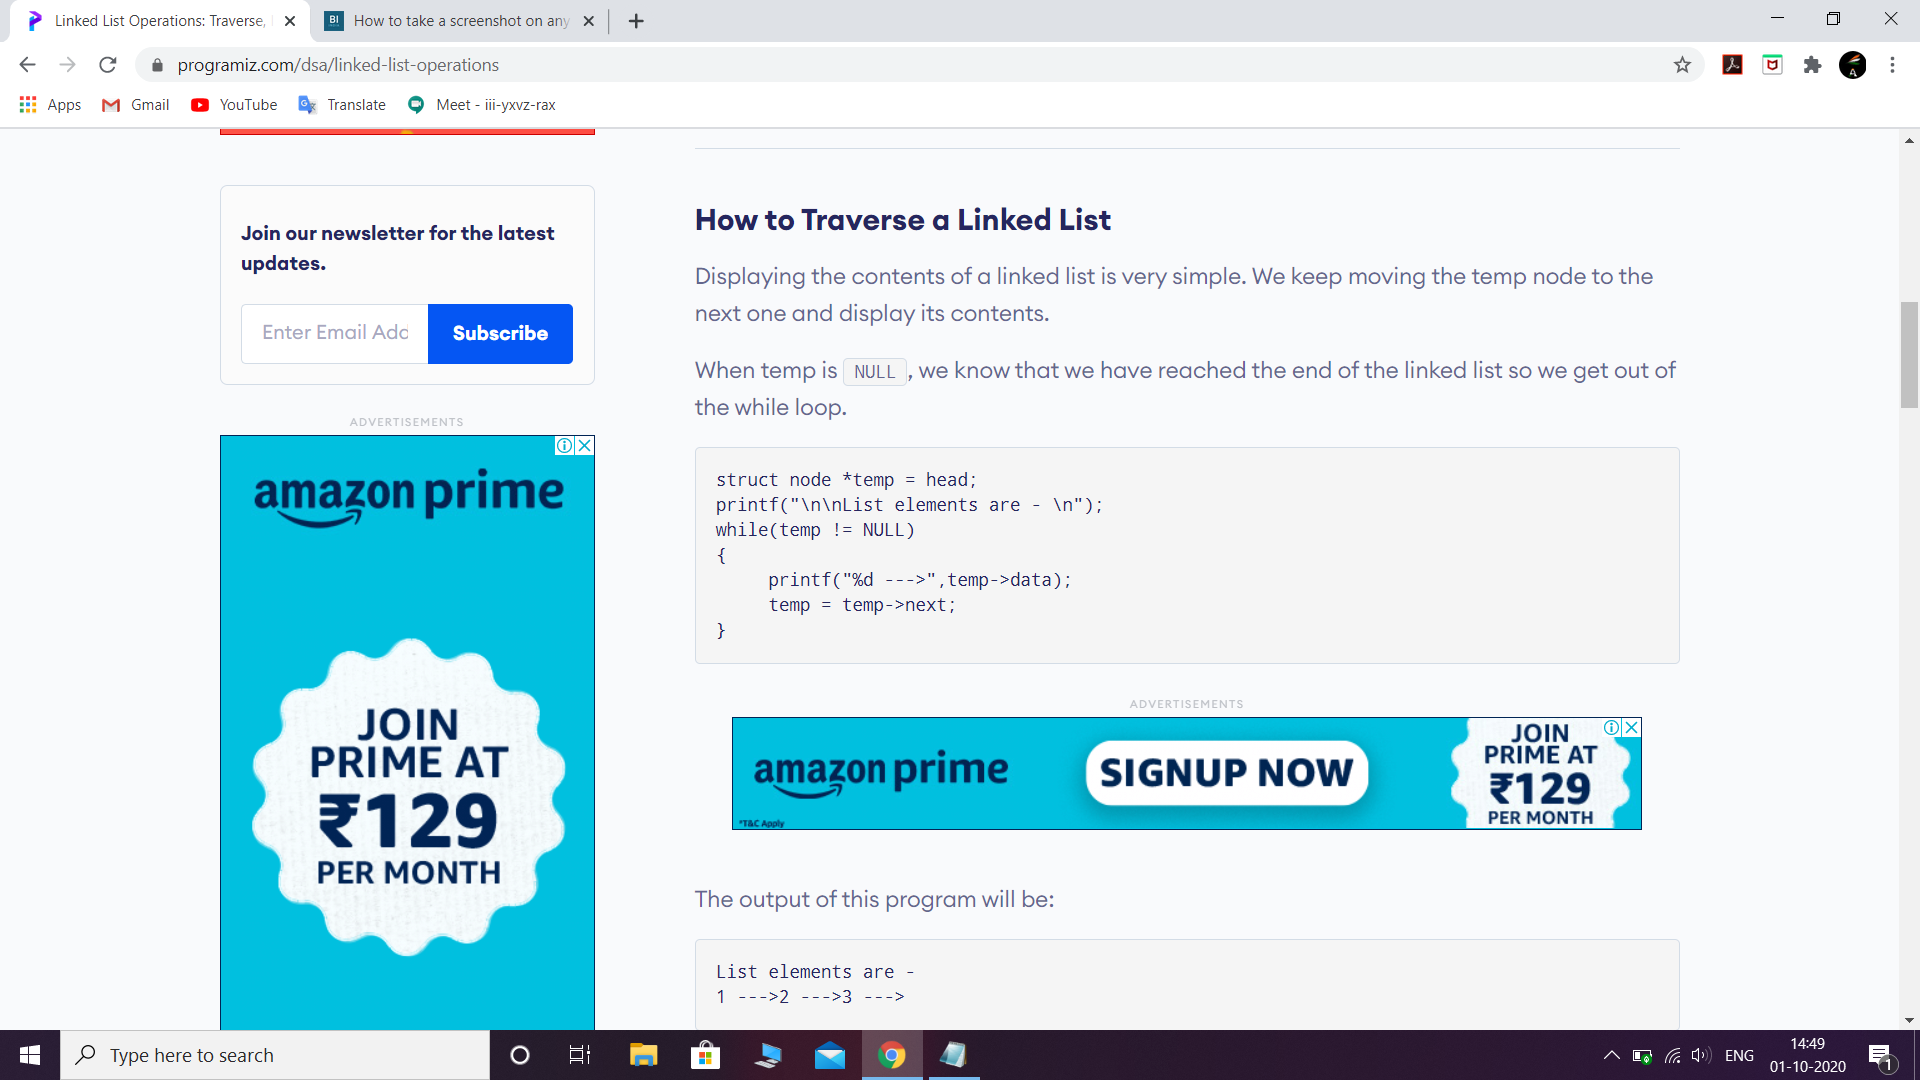 Linked List Operations: Traverse,
BI
How to take a screenshot on any
programiz.com/dsa/linked-list-operations
A
Apps
Gmail
YouTube
Translate
Meet - iii-yxvz-rax
Join our newsletter for the latest
updates.
Enter Email Add
Subscribe
ADVERTISEMENTS
amazon prime
JOIN
PRIME AT
₹129
PER MONTH
How to Traverse a Linked List
Displaying the contents of a linked list is very simple. We keep moving the temp node to the
next one and display its contents.
When temp is NULL, we know that we have reached the end of the linked list so we get out of
the while loop.
struct node *temp = head;
printf("\n\nList elements are - \n");
while(temp != NULL)
{
     printf("%d --->",temp->data);
     temp = temp->next;
}
ADVERTISEMENTS
amazon prime
*T&C Apply
SIGNUP NOW
JOIN
PRIME AT
₹129
PER MONTH
The output of this program will be:
List elements are -
1 --->2 --->3 --->
Type here to search
ENG
14:49
01-10-2020
1